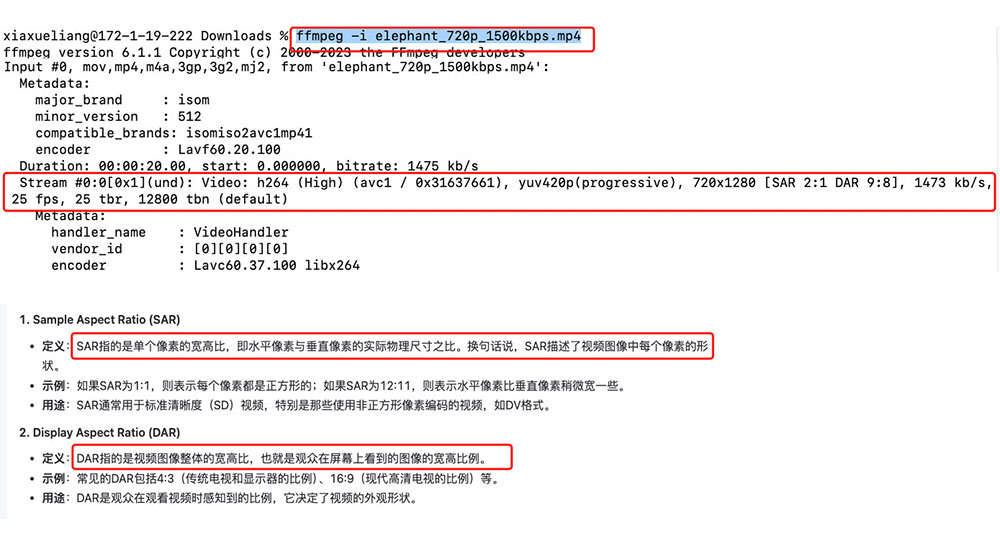 xiaxueliang@172-1-19-222 Downloads % ffmpeg -i elephant_720p_1500kbps.mp4
ffmpeg version 6.1.1 Copyright (c) 2000-2023 the FFmpeg developers
Input #0, mov,mp4,m4a,3gp,3g2,mj2, from 'elephant_720p_1500kbps.mp4':
  Metadata:
    major_brand     : isom
    minor_version   : 512
    compatible_brands: isomiso2avc1mp41
    encoder         : Lavf60.20.100
  Duration: 00:00:20.00, start: 0.000000, bitrate: 1475 kb/s
  Stream #0:0[0x1](und): Video: h264 (High) (avc1 / 0x31637661), yuv420p(progressive), 720x1280 [SAR 2:1 DAR 9:8], 1473 kb/s,
25 fps, 25 tbr, 12800 tbn (default)
    Metadata:
      handler_name    : VideoHandler
      vendor_id       : [0][0][0][0]
      encoder         : Lavc60.37.100 libx264
1. Sample Aspect Ratio (SAR)
• 定义：SAR指的是单个像素的宽高比，即水平像素与垂直像素的实际物理尺寸之比。换句话说，SAR描述了视频图像中每个像素的形
状。
• 示例：如果SAR为1:1，则表示每个像素都是正方形的；如果SAR为12:11，则表示水平像素比垂直像素稍微宽一些。
• 用途：SAR通常用于标准清晰度（SD）视频，特别是那些使用非正方形像素编码的视频，如DV格式。
2. Display Aspect Ratio (DAR)
• 定义：DAR指的是视频图像整体的宽高比，也就是观众在屏幕上看到的图像的宽高比例。
• 示例：常见的DAR包括4:3（传统电视和显示器的比例）、16:9（现代高清电视的比例）等。
• 用途：DAR是观众在观看视频时感知到的比例，它决定了视频的外观形状。